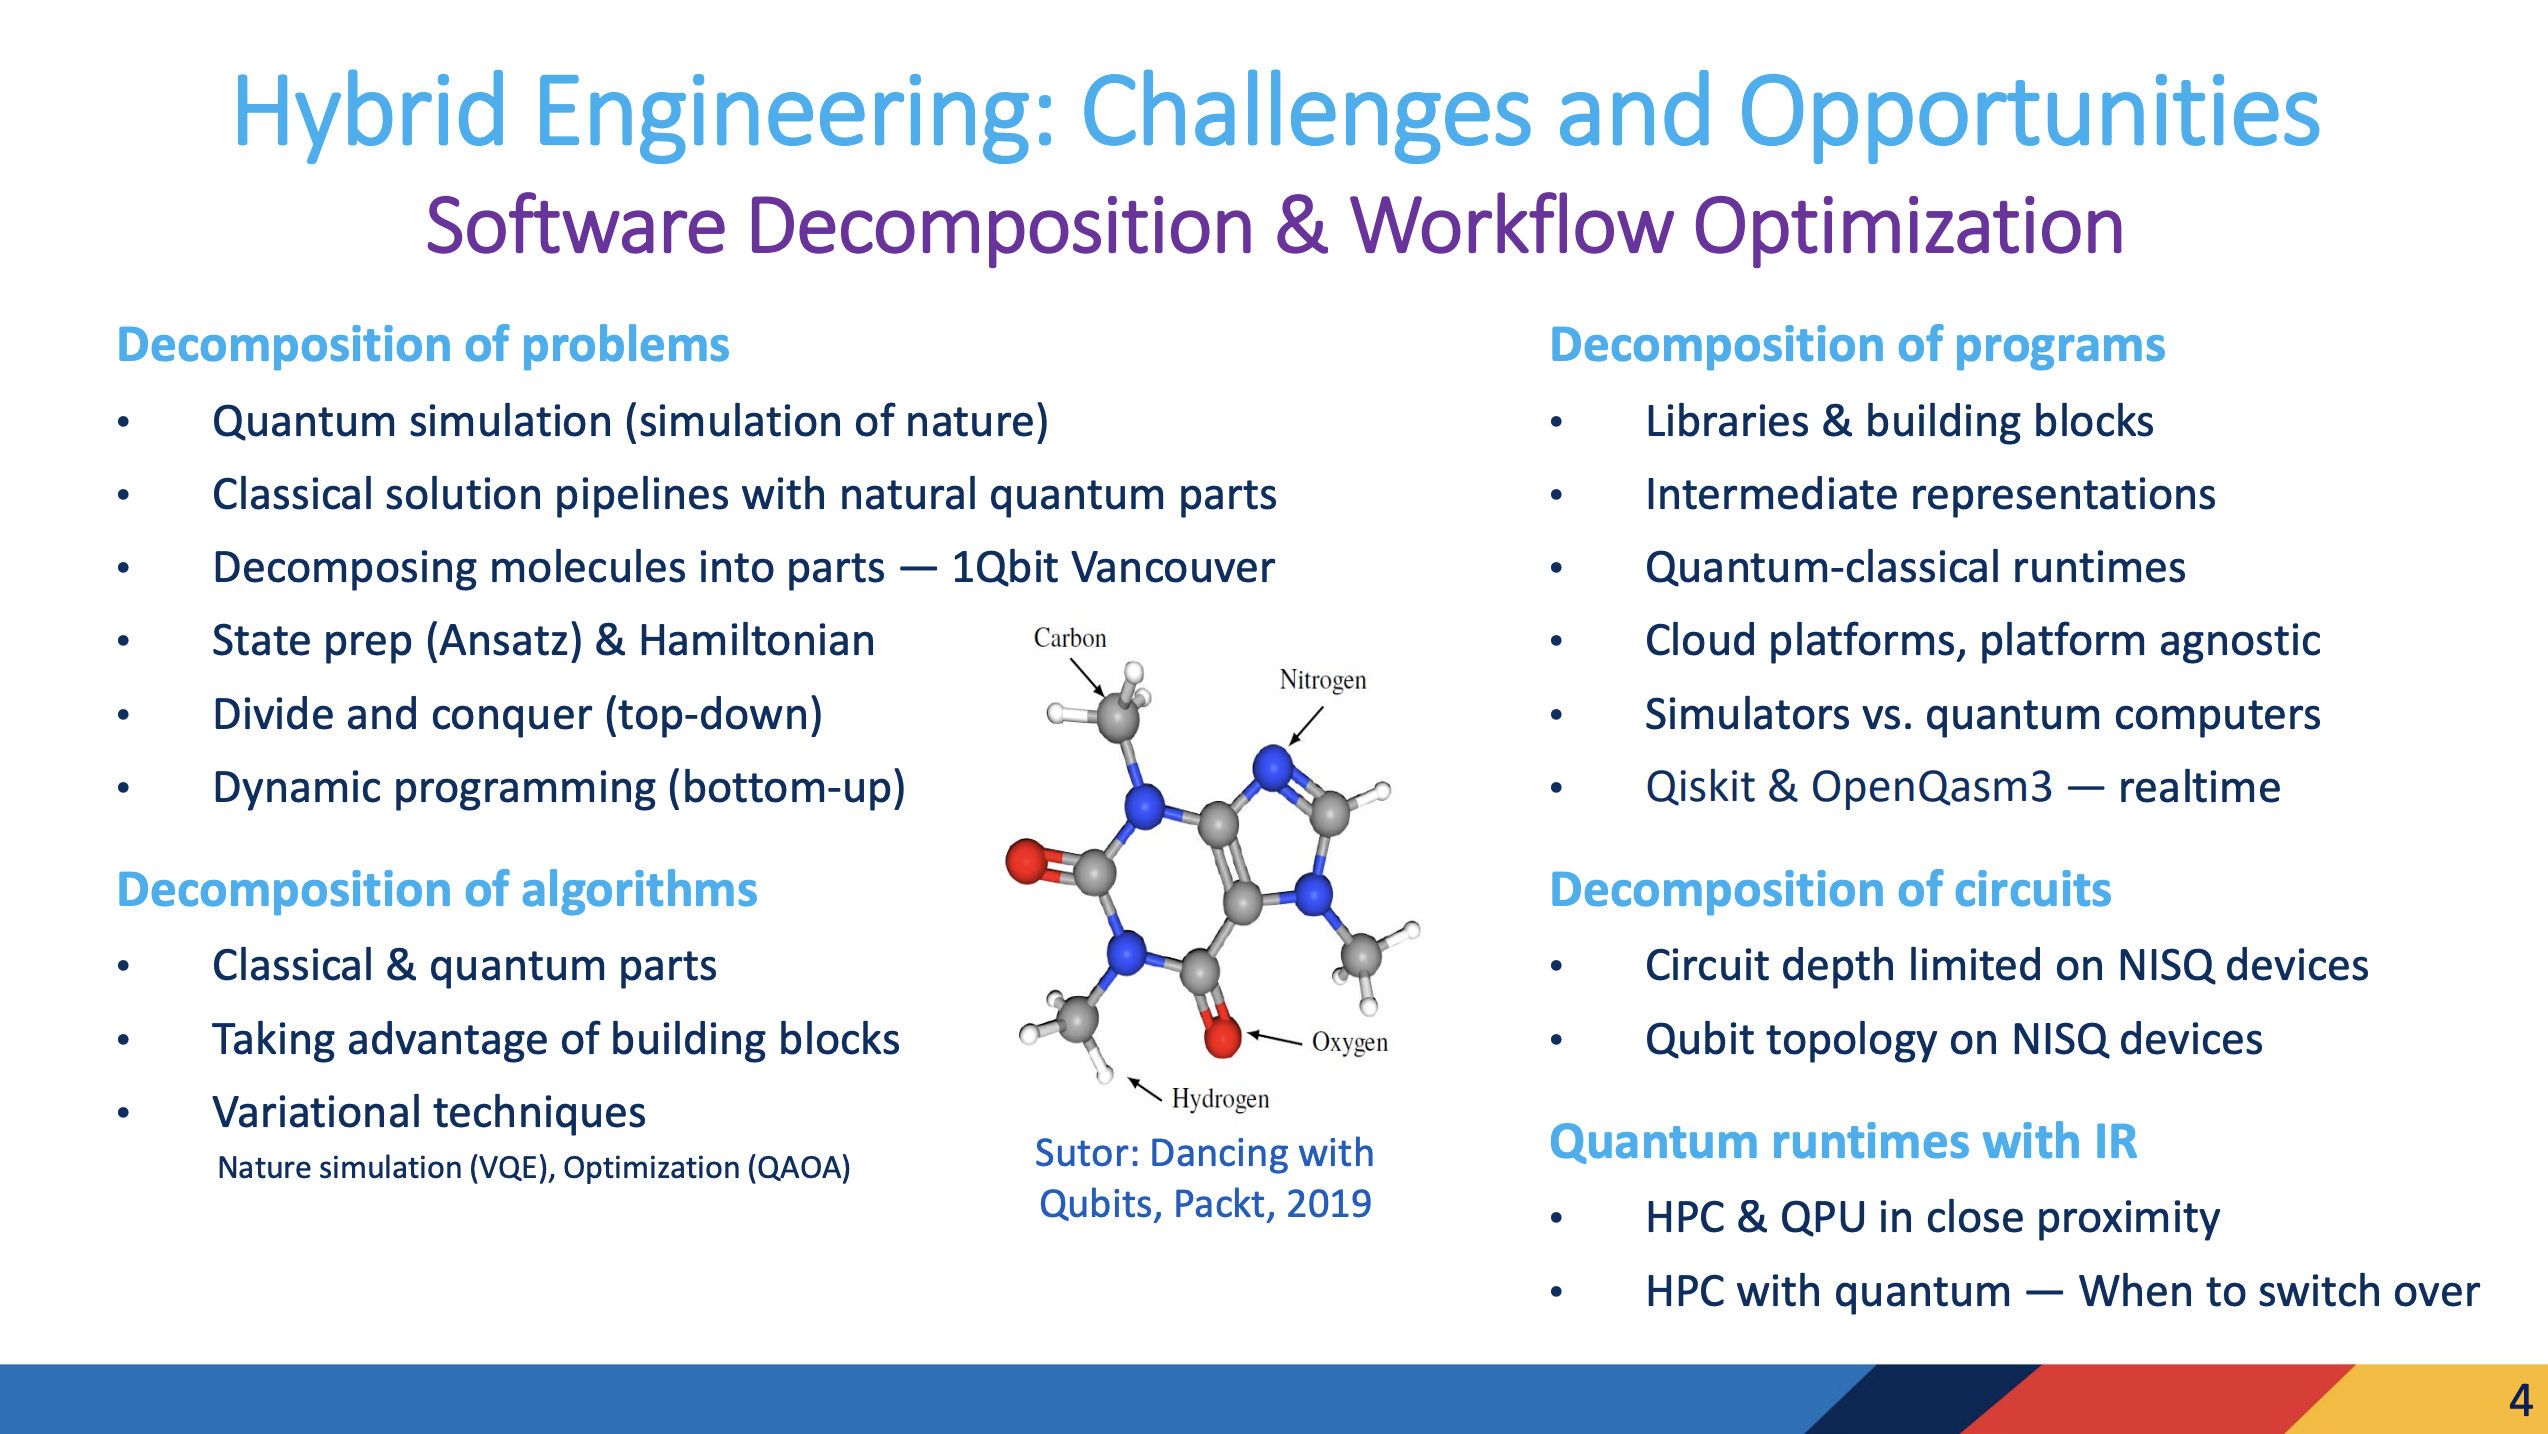 Hybrid Engineering: Challenges and Opportunities
Software Decomposition & Workflow Optimization
Decomposition of problems
• Quantum simulation (simulation of nature)
• Classical solution pipelines with natural quantum parts
• Decomposing molecules into parts — 1Qbit Vancouver
• State prep (Ansatz) & Hamiltonian
• Divide and conquer (top-down)
• Dynamic programming (bottom-up)
Decomposition of algorithms
• Classical & quantum parts
• Taking advantage of building blocks
• Variational techniques
Nature simulation (VQE), Optimization (QAOA)
Carbon
Nitrogen
Oxygen
Hydrogen
Sutor: Dancing with
Qubits, Packt, 2019
Decomposition of programs
• Libraries & building blocks
• Intermediate representations
• Quantum-classical runtimes
• Cloud platforms, platform agnostic
• Simulators vs. quantum computers
• Qiskit & OpenQasm3 — realtime
Decomposition of circuits
• Circuit depth limited on NISQ devices
• Qubit topology on NISQ devices
Quantum runtimes with IR
• HPC & QPU in close proximity
• HPC with quantum — When to switch over
4